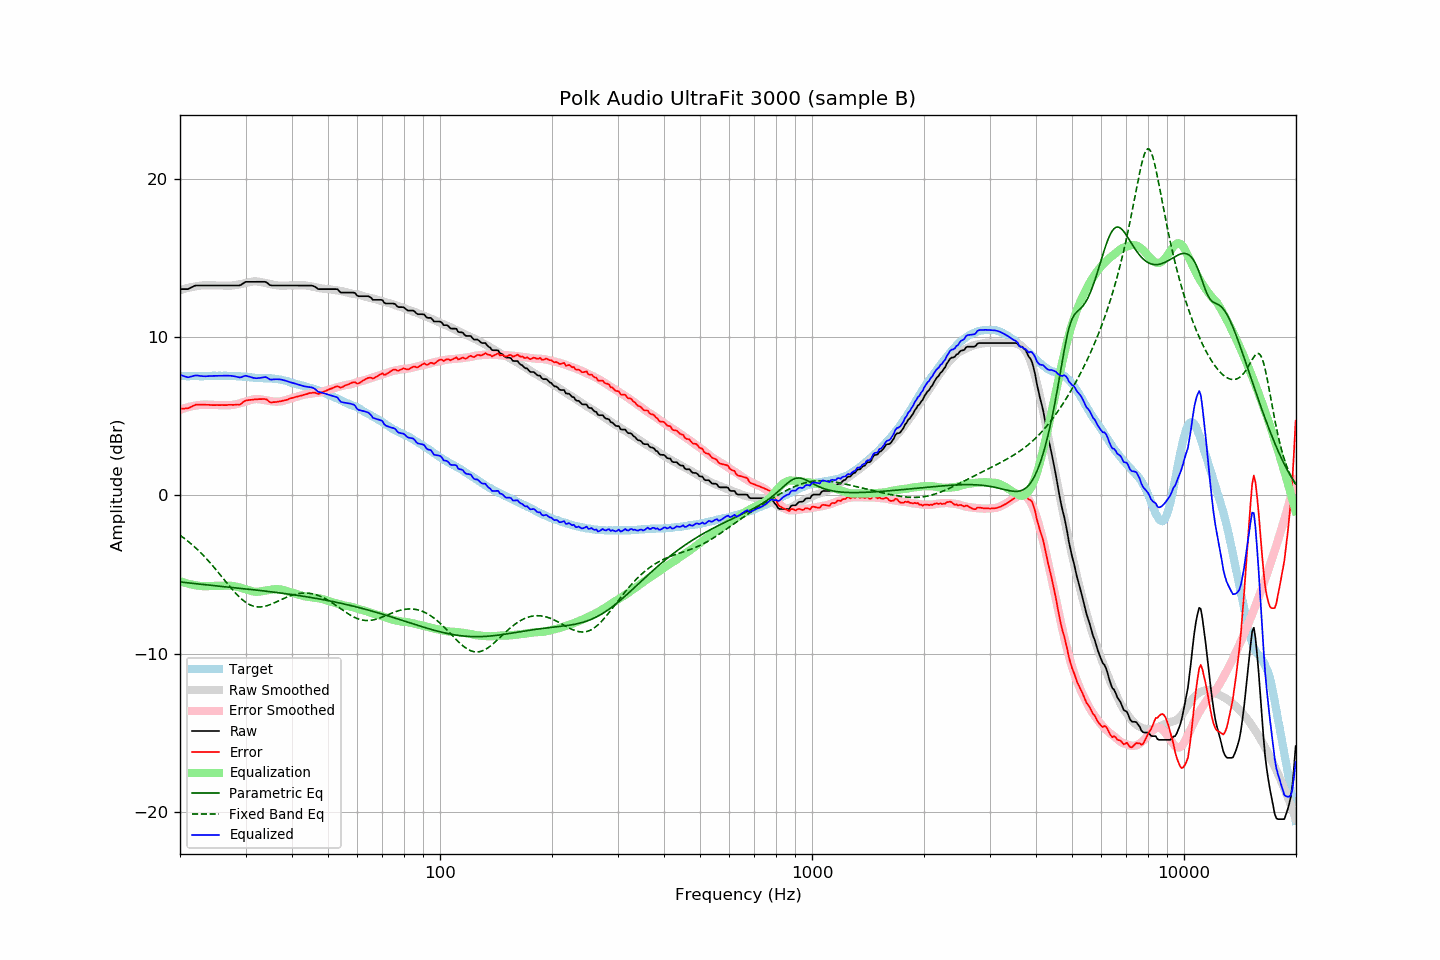 Polk Audio UltraFit 3000 (sample B)
20
10
0
−10
−20
Amplitude (dBr)
Target
Raw Smoothed
Error Smoothed
Raw
Error
Equalization
Parametric Eq
Fixed Band Eq
Equalized
100
1000
10000
Frequency (Hz)